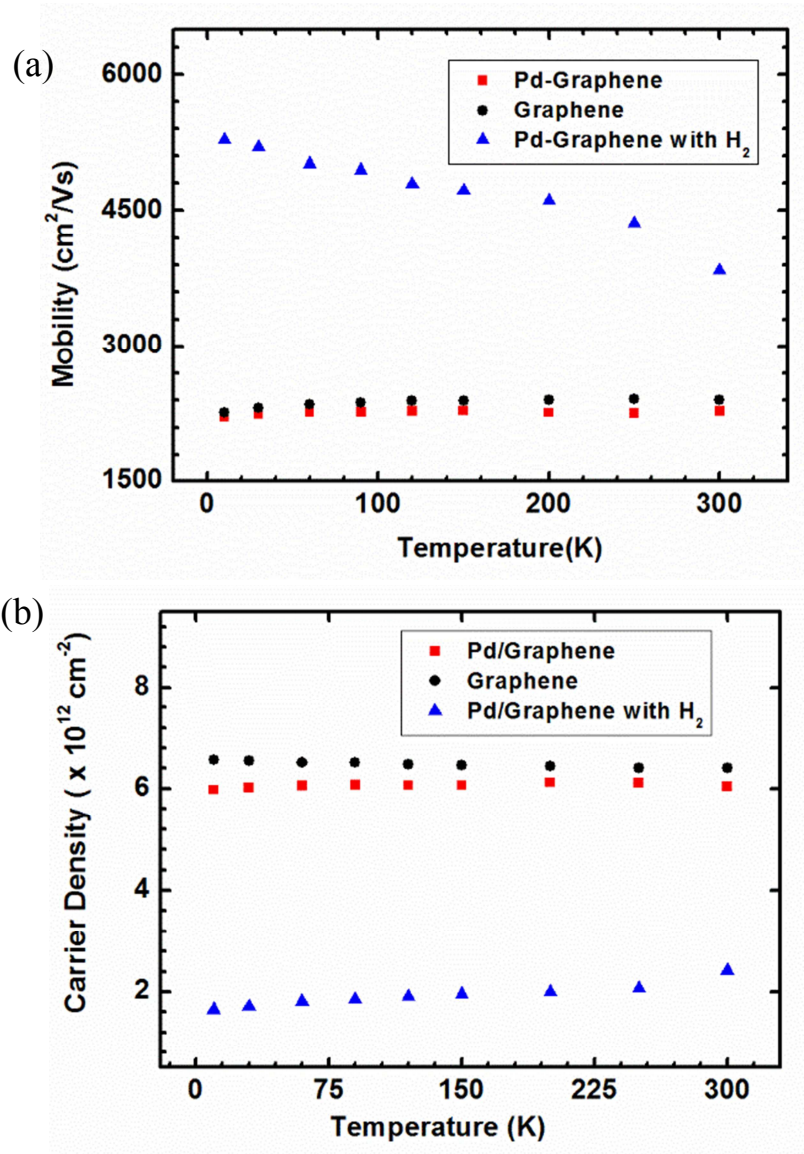 (a)
Mobility (cm²/Vs)
6000
4500
3000
1500
Pd-Graphene
Graphene
Pd-Graphene with H₂
0 100 200 300
Temperature(K)
(b)
Carrier Density ( x 10¹² cm⁻²)
8
6
4
2
Pd/Graphene
Graphene
Pd/Graphene with H₂
0 75 150 225 300
Temperature (K)